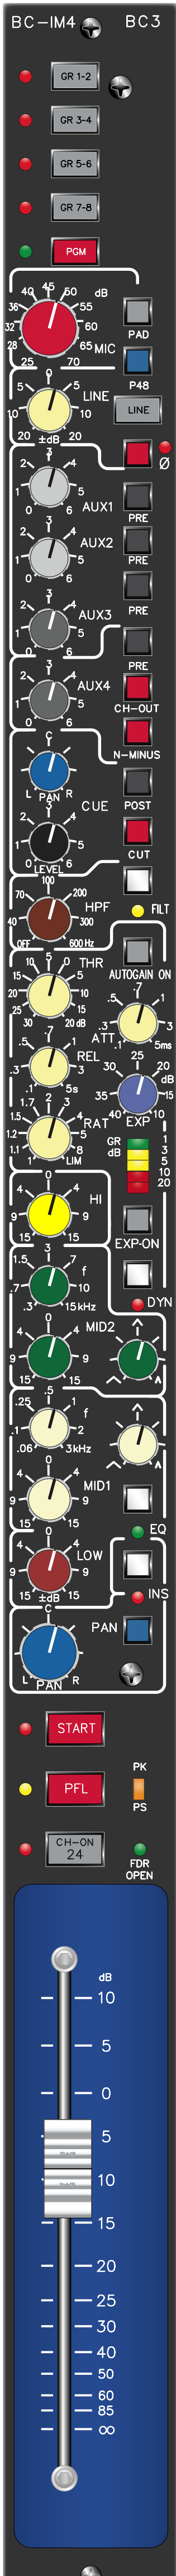 BC-IM4 BC3
GR 1-2
GR 3-4
GR 5-6
GR 7-8
PGM
45
40 50 dB
36 55
32 60
28 65 MIC
25 70
PAD
P48
0
5 5 LINE
10 10
20 ±dB 20
LINE
Ø
3
2 4
1 5 AUX1
0 6
PRE
3
2 4 AUX2
1 5
0 6
PRE
3
2 4
1 5 AUX3
0 6
PRE
3
2 4
1 5 AUX4
0 6
PRE
CH-OUT
N-MINUS
C
L PAN R
POST
3 CUE
2 4
1 5
0 LEVEL 6
CUT
100
70 200 HPF
40 300
OFF 600 Hz
FILT
AUTOGAIN ON
THR
10 5 0
15 5
20 10
25 15
30 20 dB
.7
.5 1
.3 3
.1 5ms
ATT
.7
.5 1 REL
.3 3
.1 5s
25
30 20 dB
35 15
40 EXP 10
2
1.7 3
1.5 4 RAT
1.2 5
1.1 8
1 LIM
GR 1
dB 3
5
10
20
0
4 4 HI
9 9
15 15
EXP-ON
DYN
3
1.5 7 f
.7 10
.3 15kHz
0 MID2
4 4
9 9
15 15
.5
.25 1 f
.1 2
.06 3kHz
0
4 4 MID1
9 9
15 15
EQ
0
4 4 LOW
9 9
15 ±dB 15
INS
C
L PAN R
PAN
START
PFL
PK
PS
CH-ON
24
FDR
OPEN
dB
10
5
0
5
10
15
20
25
30
40
50
60
85
∞